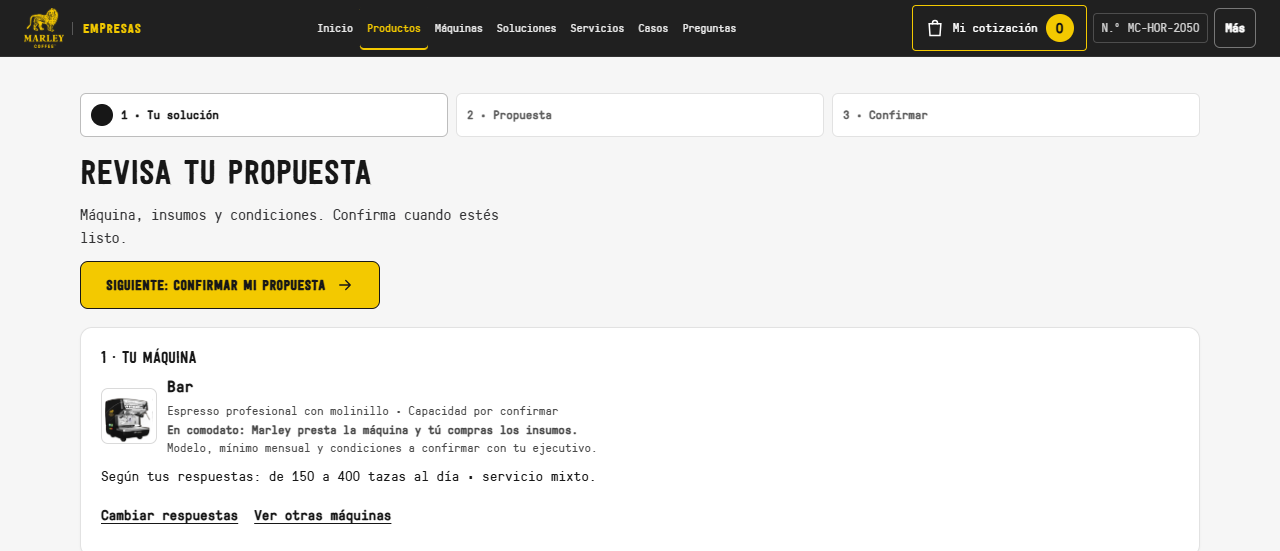 MARLEY
COFFEE
EMPRESAS
Inicio
Productos
Máquinas
Soluciones
Servicios
Casos
Preguntas
Mi cotización 0
N.° MC-HOR-2050
Más
1 · Tu solución
2 · Propuesta
3 · Confirmar
REVISA TU PROPUESTA
Máquina, insumos y condiciones. Confirma cuando estés
listo.
SIGUIENTE: CONFIRMAR MI PROPUESTA →
1 · TU MÁQUINA
Bar
Espresso profesional con molinillo · Capacidad por confirmar
En comodato: Marley presta la máquina y tú compras los insumos.
Modelo, mínimo mensual y condiciones a confirmar con tu ejecutivo.
Según tus respuestas: de 150 a 400 tazas al día · servicio mixto.
Cambiar respuestas
Ver otras máquinas